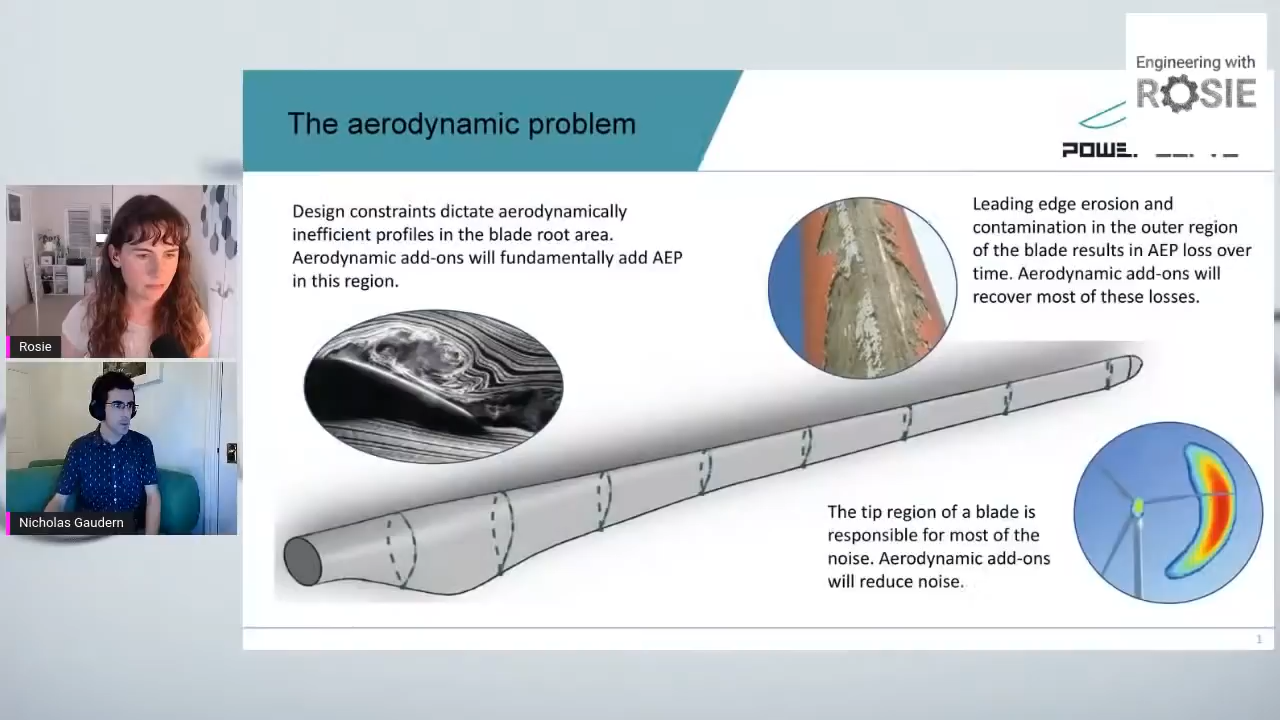 Engineering with
ROSIE
The aerodynamic problem
Design constraints dictate aerodynamically
inefficient profiles in the blade root area.
Aerodynamic add-ons will fundamentally add AEP
in this region.
Leading edge erosion and
contamination in the outer region
of the blade results in AEP loss over
time. Aerodynamic add-ons will
recover most of these losses.
Rosie
Nicholas Gaudern
The tip region of a blade is
responsible for most of the
noise. Aerodynamic add-ons
will reduce noise.
1